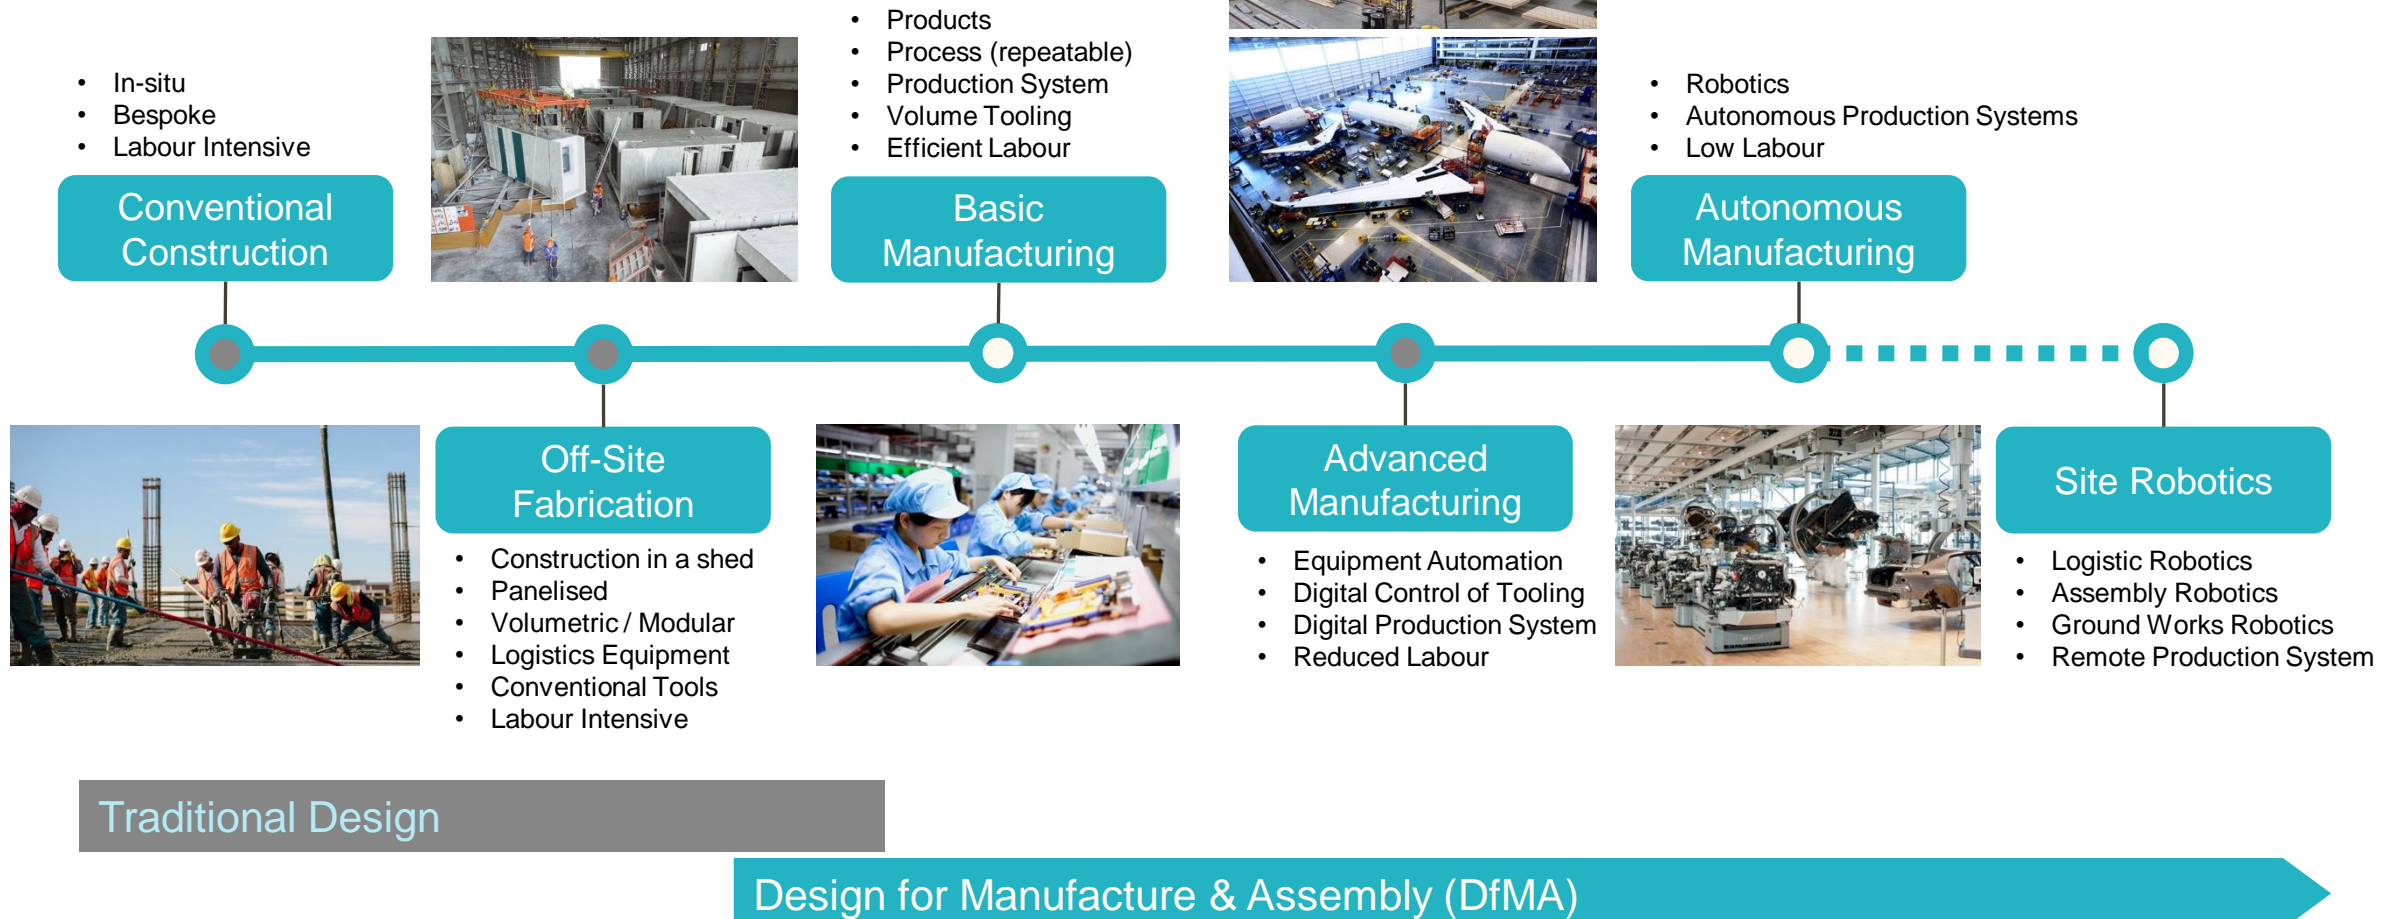 In-situ
Bespoke
Labour Intensive
Conventional
Construction
Construction in a shed
Panelised
Volumetric / Modular
Logistics Equipment
Conventional Tools
Labour Intensive
Off-Site
Fabrication
Products
Process (repeatable)
Production System
Volume Tooling
Efficient Labour
Basic
Manufacturing
Advanced
Manufacturing
Equipment Automation
Digital Control of Tooling
Digital Production System
Reduced Labour
Robotics
Autonomous Production Systems
Low Labour
Autonomous
Manufacturing
Site Robotics
Logistic Robotics
Assembly Robotics
Ground Works Robotics
Remote Production System
Traditional Design
Design for Manufacture & Assembly (DfMA)